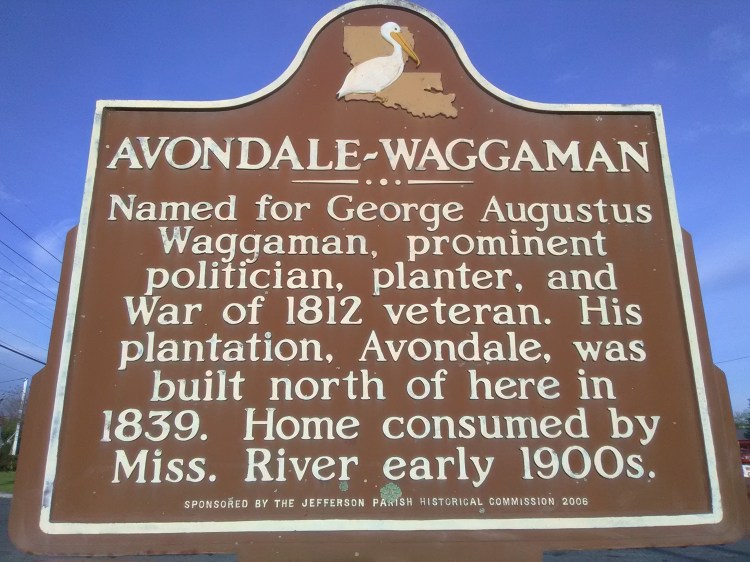 AVONDALE-WAGGAMAN
Named for George Augustus
Waggaman, prominent
politician, planter, and
War of 1812 veteran. His
plantation, Avondale, was
built north of here in
1839. Home consumed by
Miss. River early 1900s.
SPONSORED BY THE JEFFERSON PARISH HISTORICAL COMMISSION 2006